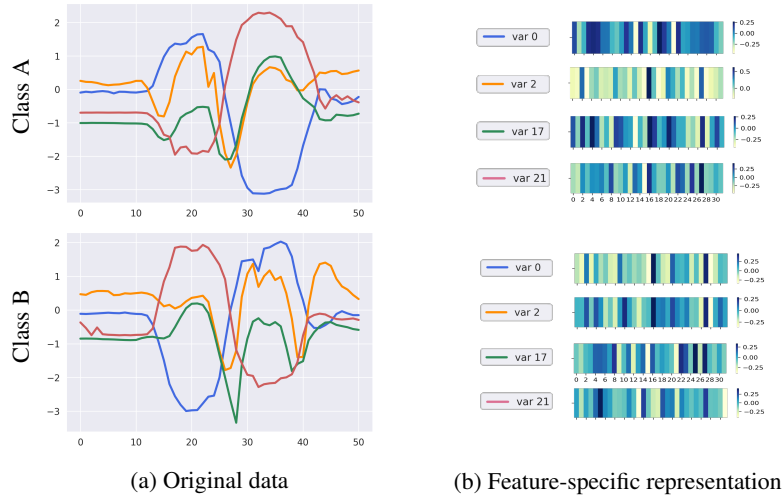 Class A
2
1
0
−1
−2
−3
0 10 20 30 40 50
var 0
0.25
0.00
−0.25
var 2
0.5
0.0
var 17
0.25
0.00
−0.25
var 21
0.25
0.00
−0.25
0 2 4 6 8 10 12 14 16 18 20 22 24 26 28 30
Class B
2
1
0
−1
−2
−3
0 10 20 30 40 50
var 0
0.25
0.00
−0.25
var 2
0.25
0.00
−0.25
var 17
0.25
0.00
−0.25
0 2 4 6 8 10 12 14 16 18 20 22 24 26 28 30
var 21
0.25
0.00
−0.25
(a) Original data
(b) Feature-specific representation